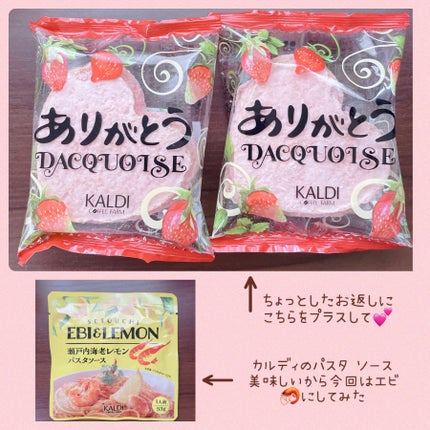 ありがとう
DACQUOISE
KALDI
COFFEE FARM
ありがとう
DACQUOISE
KALDI
COFFEE FARM
ちょっとしたお返しに
こちらをプラスして💕
SETOUCHI
EBI&LEMON
瀬戸内海老レモン
パスタソース
KALDI
1人前
53g
カルディのパスタ ソース
美味しいから今回はエビ
🦐にしてみた